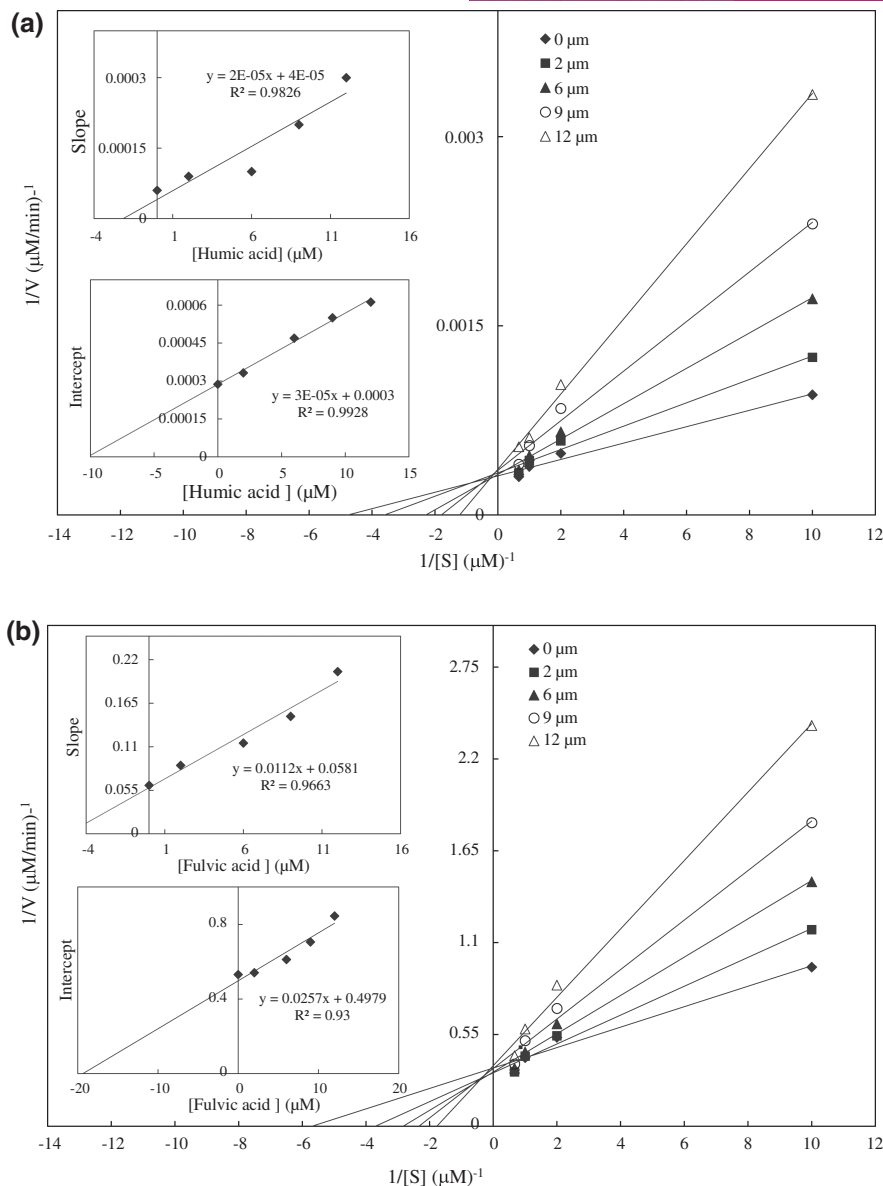 (a)
0 μm
2 μm
6 μm
9 μm
12 μm
1/V (μM/min)-¹
0.003
0.0015
0
-14 -12 -10 -8 -6 -4 -2 0 2 4 6 8 10 12
1/[S] (μM)-¹
Slope
0.0003
0.00015
0
y = 2E-05x + 4E-05
R² = 0.9826
-4 1 6 11 16
[Humic acid] (μM)
Intercept
0.0006
0.00045
0.0003
0.00015
0
y = 3E-05x + 0.0003
R² = 0.9928
-10 -5 0 5 10 15
[Humic acid ] (μM)
(b)
0 μm
2 μm
6 μm
9 μm
12 μm
1/V (μM/min)-¹
2.75
2.2
1.65
1.1
0.55
0
-14 -12 -10 -8 -6 -4 -2 0 2 4 6 8 10 12
1/[S] (μM)-¹
Slope
0.22
0.165
0.11
0.055
0
y = 0.0112x + 0.0581
R² = 0.9663
-4 1 6 11 16
[Fulvic acid ] (μM)
Intercept
0.8
0.4
0
y = 0.0257x + 0.4979
R² = 0.93
-20 -10 0 10 20
[Fulvic acid ] (μM)